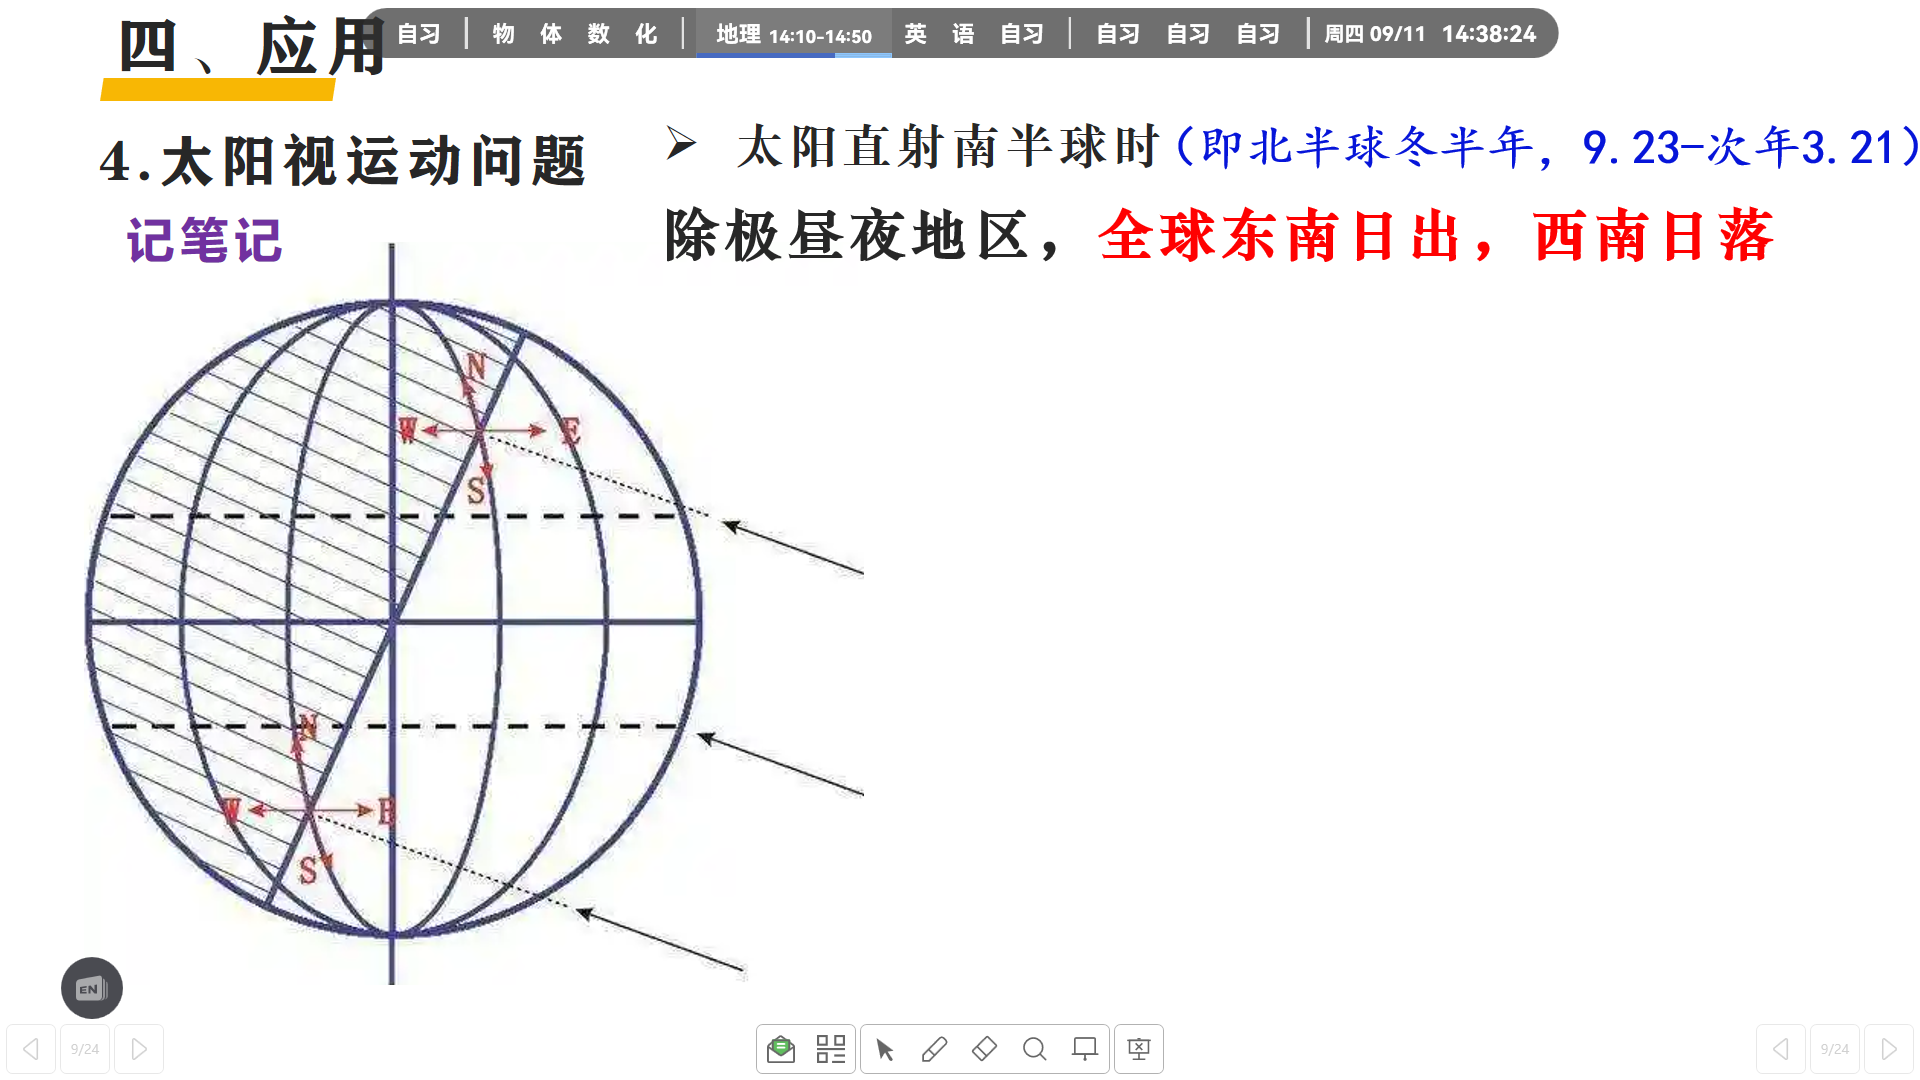 自习 | 物 体 数 化 | 地理 14:10-14:50 英 语 自习 | 自习 自习 自习 | 周四 09/11 14:38:24
四、应用
4.太阳视运动问题
记笔记
➢ 太阳直射南半球时（即北半球冬半年，9.23-次年3.21）
除极昼夜地区，全球东南日出，西南日落
N
W E
S
N
W E
S
EN
9/24
9/24